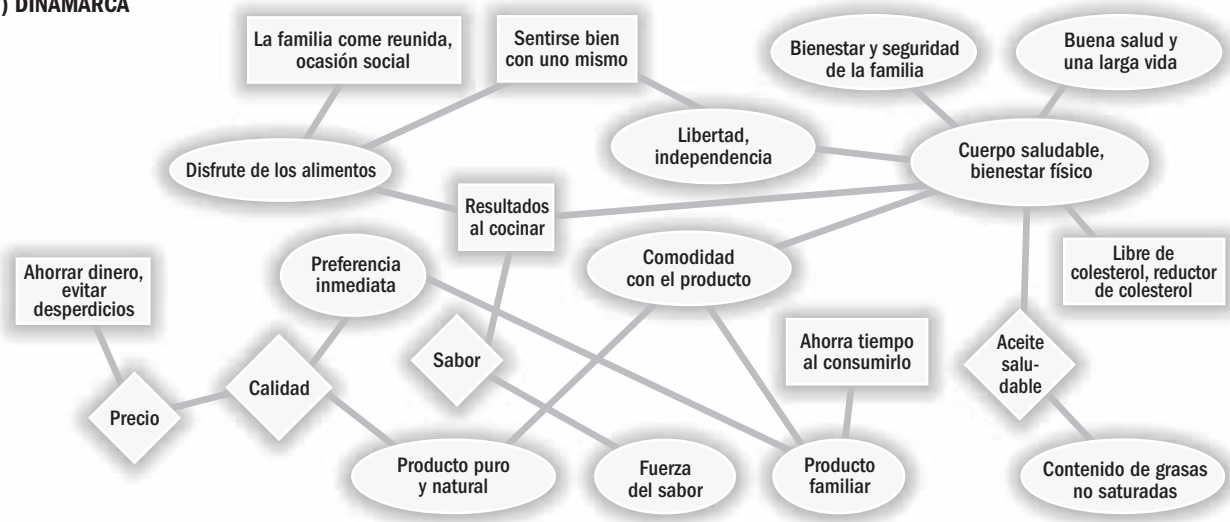 ) DINAMARCA
La familia come reunida,
ocasión social
Sentirse bien
con uno mismo
Bienestar y seguridad
de la familia
Buena salud y
una larga vida
Libertad,
independencia
Cuerpo saludable,
bienestar físico
Disfrute de los alimentos
Resultados
al cocinar
Preferencia
inmediata
Comodidad
con el producto
Libre de
colesterol, reductor
de colesterol
Ahorrar dinero,
evitar
desperdicios
Ahorra tiempo
al consumirlo
Aceite
salu-
dable
Sabor
Calidad
Precio
Producto puro
y natural
Fuerza
del sabor
Producto
familiar
Contenido de grasas
no saturadas